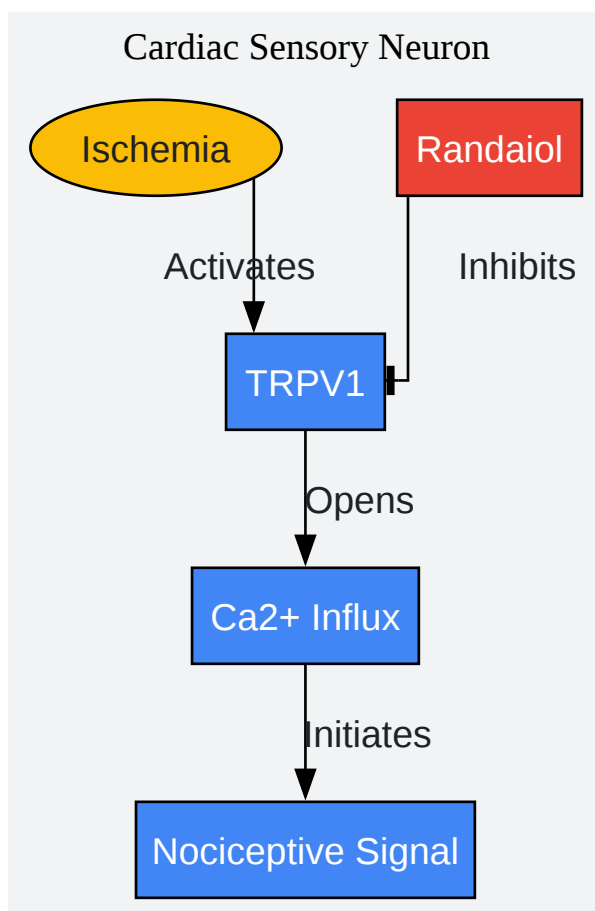 Cardiac Sensory Neuron
Ischemia
Randaiol
Activates
Inhibits
TRPV1
Opens
Ca2+ Influx
Initiates
Nociceptive Signal